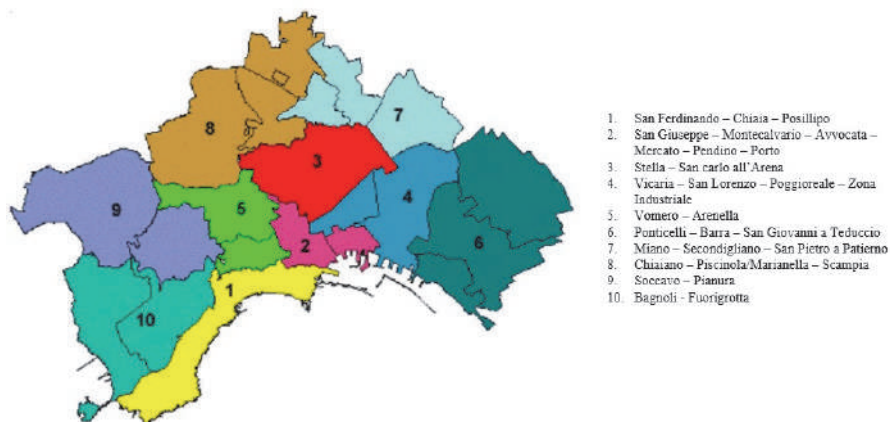 7
8
3
4
9
5
2
6
1
10
1. San Ferdinando – Chiaia – Posillipo
2. San Giuseppe – Montecalvario – Avvocata –
Mercato – Pendino – Porto
3. Stella – San carlo all'Arena
4. Vicaria – San Lorenzo – Poggioreale – Zona
Industriale
5. Vomero – Arenella
6. Ponticelli – Barra – San Giovanni a Teduccio
7. Miano – Secondigliano – San Pietro a Patierno
8. Chiaiano – Piscinola/Marianella – Scampia
9. Soccavo – Pianura
10. Bagnoli - Fuorigrotta